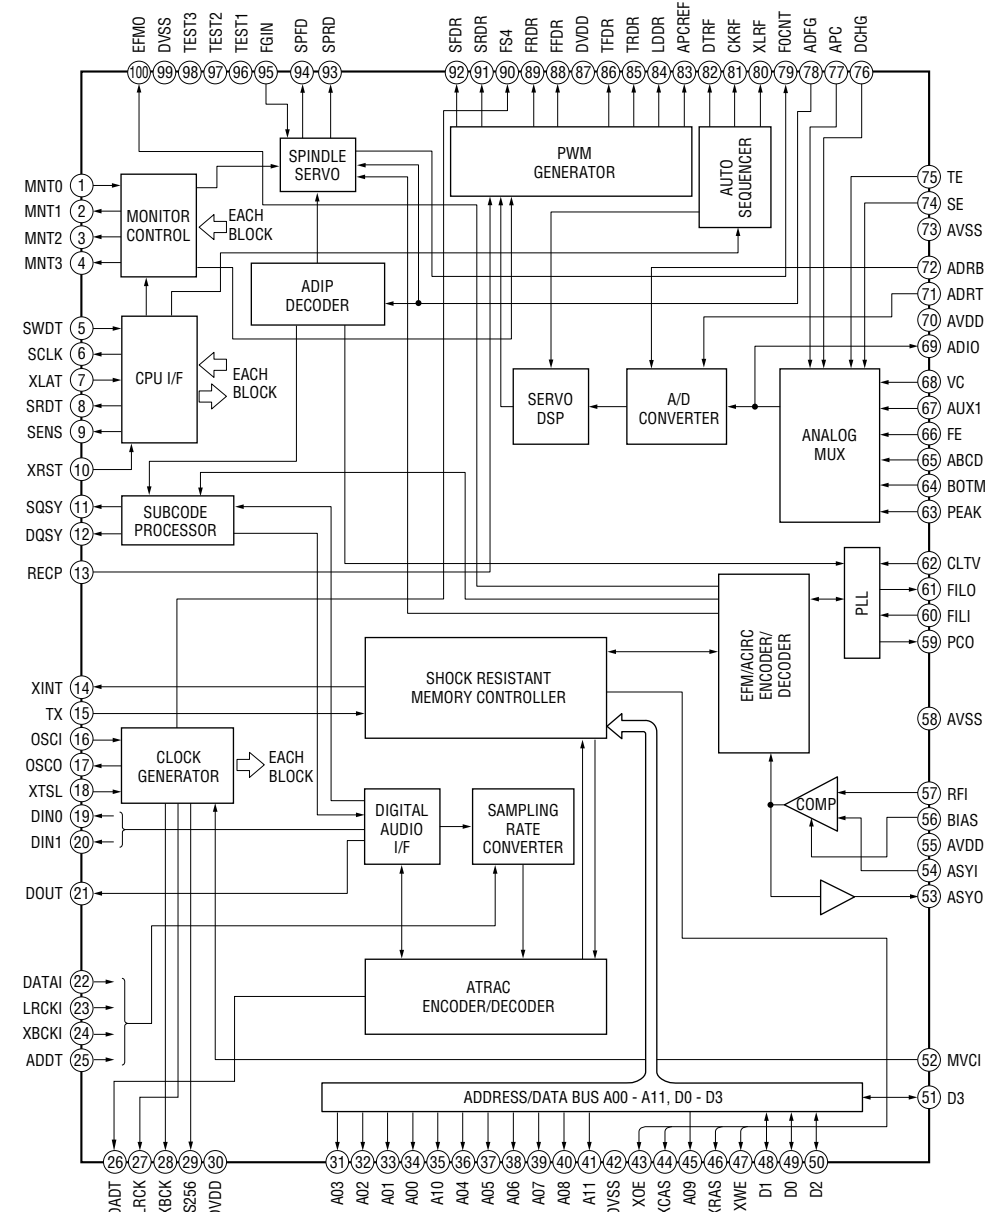 EFMO
DVSS
TEST3
TEST2
TEST1
FGIN
SPFD
SPRD
SFDR
SRDR
FS4
FRDR
FFDR
DVDD
TFDR
TRDR
LDDR
APCREF
DTRF
CKRF
XLRF
F0CNT
ADFG
APC
DCHG
100
99
98
97
96
95
94
93
92
91
90
89
88
87
86
85
84
83
82
81
80
79
78
77
76
SPINDLE
SERVO
PWM
GENERATOR
AUTO
SEQUENCER
MNT0 1
MNT1 2
MNT2 3
MNT3 4
MONITOR
CONTROL
EACH
BLOCK
ADIP
DECODER
75 TE
74 SE
73 AVSS
72 ADRB
71 ADRT
70 AVDD
69 ADIO
SWDT 5
SCLK 6
XLAT 7
SRDT 8
SENS 9
XRST 10
CPU I/F
EACH
BLOCK
SERVO
DSP
A/D
CONVERTER
ANALOG
MUX
68 VC
67 AUX1
66 FE
65 ABCD
64 BOTM
63 PEAK
SQSY 11
DQSY 12
RECP 13
SUBCODE
PROCESSOR
62 CLTV
61 FILO
60 FILI
59 PCO
PLL
EFM/ACIRC
ENCODER/
DECODER
SHOCK RESISTANT
MEMORY CONTROLLER
XINT 14
TX 15
OSCI 16
OSCO 17
XTSL 18
DIN0 19
DIN1 20
DOUT 21
CLOCK
GENERATOR
EACH
BLOCK
DIGITAL
AUDIO
I/F
SAMPLING
RATE
CONVERTER
COMP
58 AVSS
57 RFI
56 BIAS
55 AVDD
54 ASYI
53 ASYO
DATAI 22
LRCKI 23
XBCKI 24
ADDT 25
ATRAC
ENCODER/DECODER
52 MVCI
51 D3
ADDRESS/DATA BUS A00 - A11, D0 - D3
26
27
28
29
30
31
32
33
34
35
36
37
38
39
40
41
42
43
44
45
46
47
48
49
50
DADT
LRCK
XBCK
FS256
DVDD
A03
A02
A01
A00
A10
A04
A05
A06
A07
A08
A11
DVSS
XOE
XCAS
A09
XRAS
XWE
D1
D0
D2